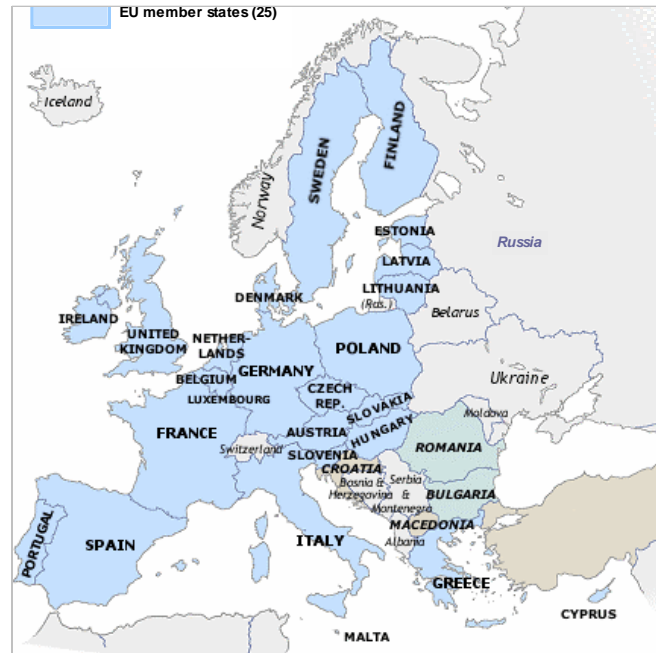 EU member states (25)
Iceland
FINLAND
SWEDEN
Norway
ESTONIA
Russia
LATVIA
DENMARK
LITHUANIA
(Ras.)
IRELAND
Belarus
UNITED
KINGDOM
NETHER-
LANDS
POLAND
GERMANY
BELGIUM
Ukraine
CZECH
REP.
LUXEMBOURG
SLOVAKIA
Moldova
FRANCE
AUSTRIA
HUNGARY
Switzerland
ROMANIA
SLOVENIA
CROATIA
Bosnia &
Herzegovina
Serbia
&
Montenegra
BULGARIA
PORTUGAL
SPAIN
ITALY
MACEDONIA
Albania
GREECE
CYPRUS
MALTA